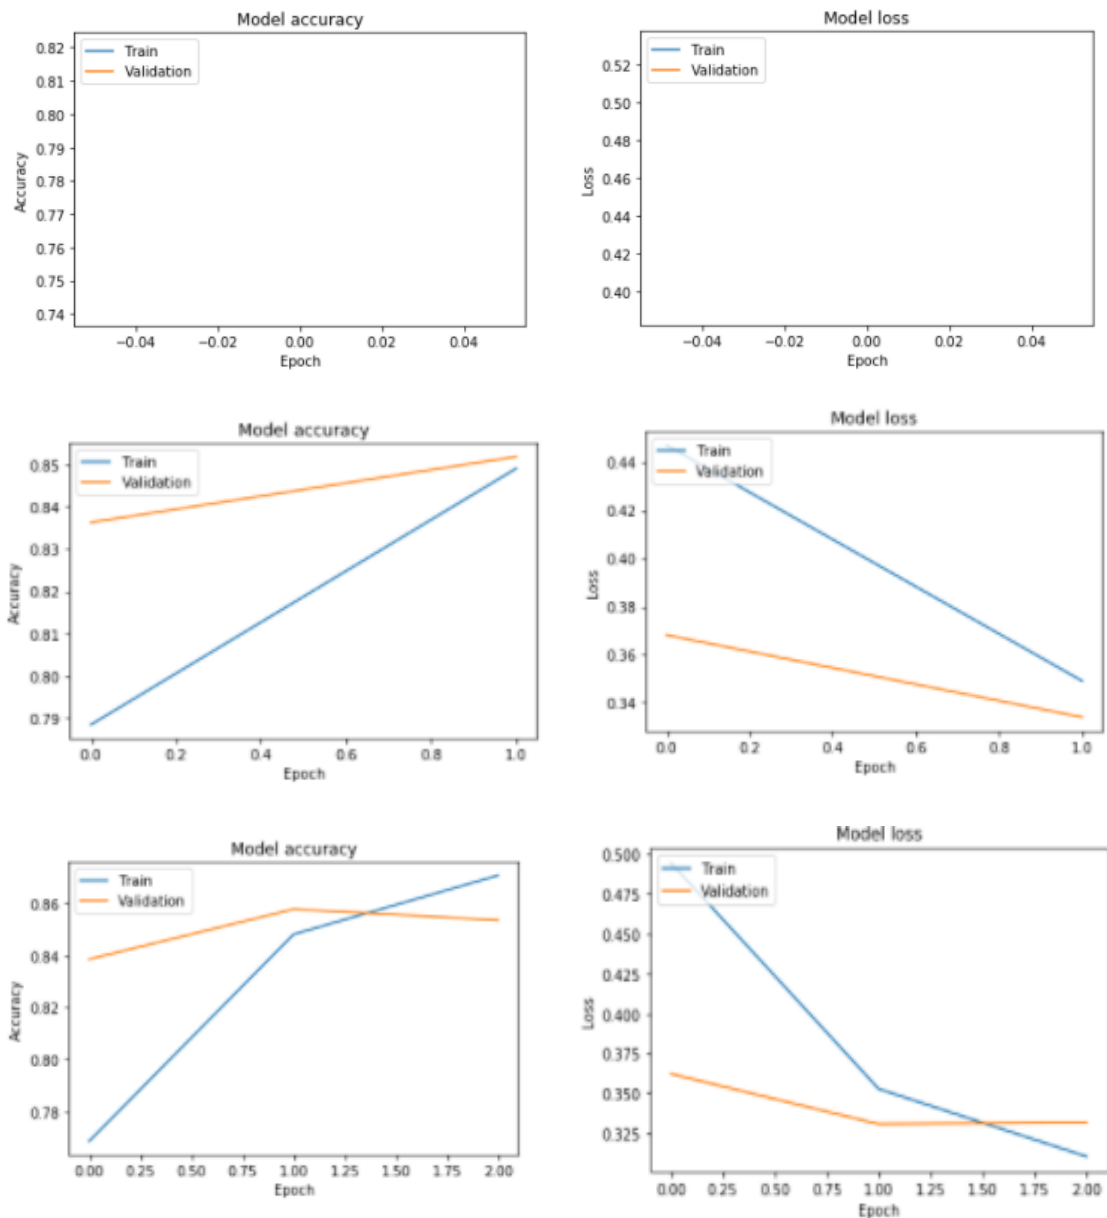 Model accuracy
0.82
0.81
0.80
0.79
0.78
0.77
0.76
0.75
0.74
Accuracy
Train
Validation
−0.04 −0.02 0.00 0.02 0.04
Epoch
Model loss
0.52
0.50
0.48
0.46
0.44
0.42
0.40
Loss
Train
Validation
−0.04 −0.02 0.00 0.02 0.04
Epoch
Model accuracy
0.85
0.84
0.83
0.82
0.81
0.80
0.79
Accuracy
Train
Validation
0.0 0.2 0.4 0.6 0.8 1.0
Epoch
Model loss
0.44
0.42
0.40
0.38
0.36
0.34
Loss
Train
Validation
0.0 0.2 0.4 0.6 0.8 1.0
Epoch
Model accuracy
0.86
0.84
0.82
0.80
0.78
Accuracy
Train
Validation
0.00 0.25 0.50 0.75 1.00 1.25 1.50 1.75 2.00
Epoch
Model loss
0.500
0.475
0.450
0.425
0.400
0.375
0.350
0.325
Loss
Train
Validation
0.00 0.25 0.50 0.75 1.00 1.25 1.50 1.75 2.00
Epoch